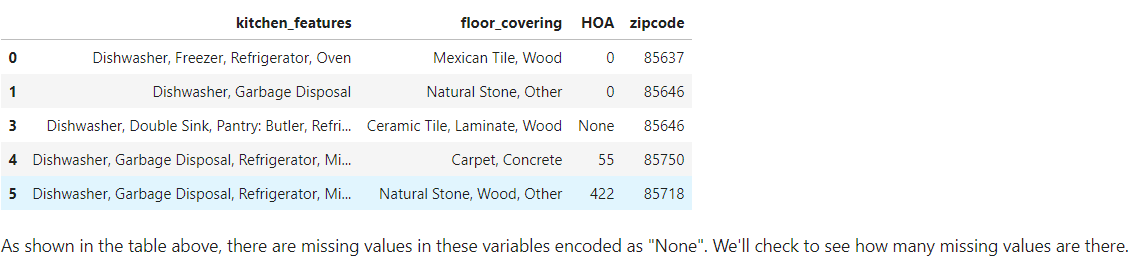 kitchen_features floor_covering HOA zipcode
0 Dishwasher, Freezer, Refrigerator, Oven Mexican Tile, Wood 0 85637
1 Dishwasher, Garbage Disposal Natural Stone, Other 0 85646
3 Dishwasher, Double Sink, Pantry: Butler, Refri... Ceramic Tile, Laminate, Wood None 85646
4 Dishwasher, Garbage Disposal, Refrigerator, Mi... Carpet, Concrete 55 85750
5 Dishwasher, Garbage Disposal, Refrigerator, Mi... Natural Stone, Wood, Other 422 85718
As shown in the table above, there are missing values in these variables encoded as "None". We'll check to see how many missing values are there.